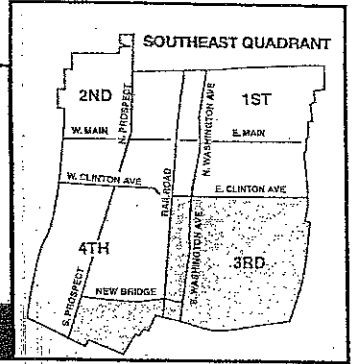 SOUTHEAST QUADRANT
2ND
N. PROSPECT
N. WASHINGTON AVE
1ST
W. MAIN
E. MAIN
W. CLINTON AVE
RAILROAD
E. CLINTON AVE
4TH
S. PROSPECT
S. WASHINGTON AVE
3RD
NEW BRIDGE